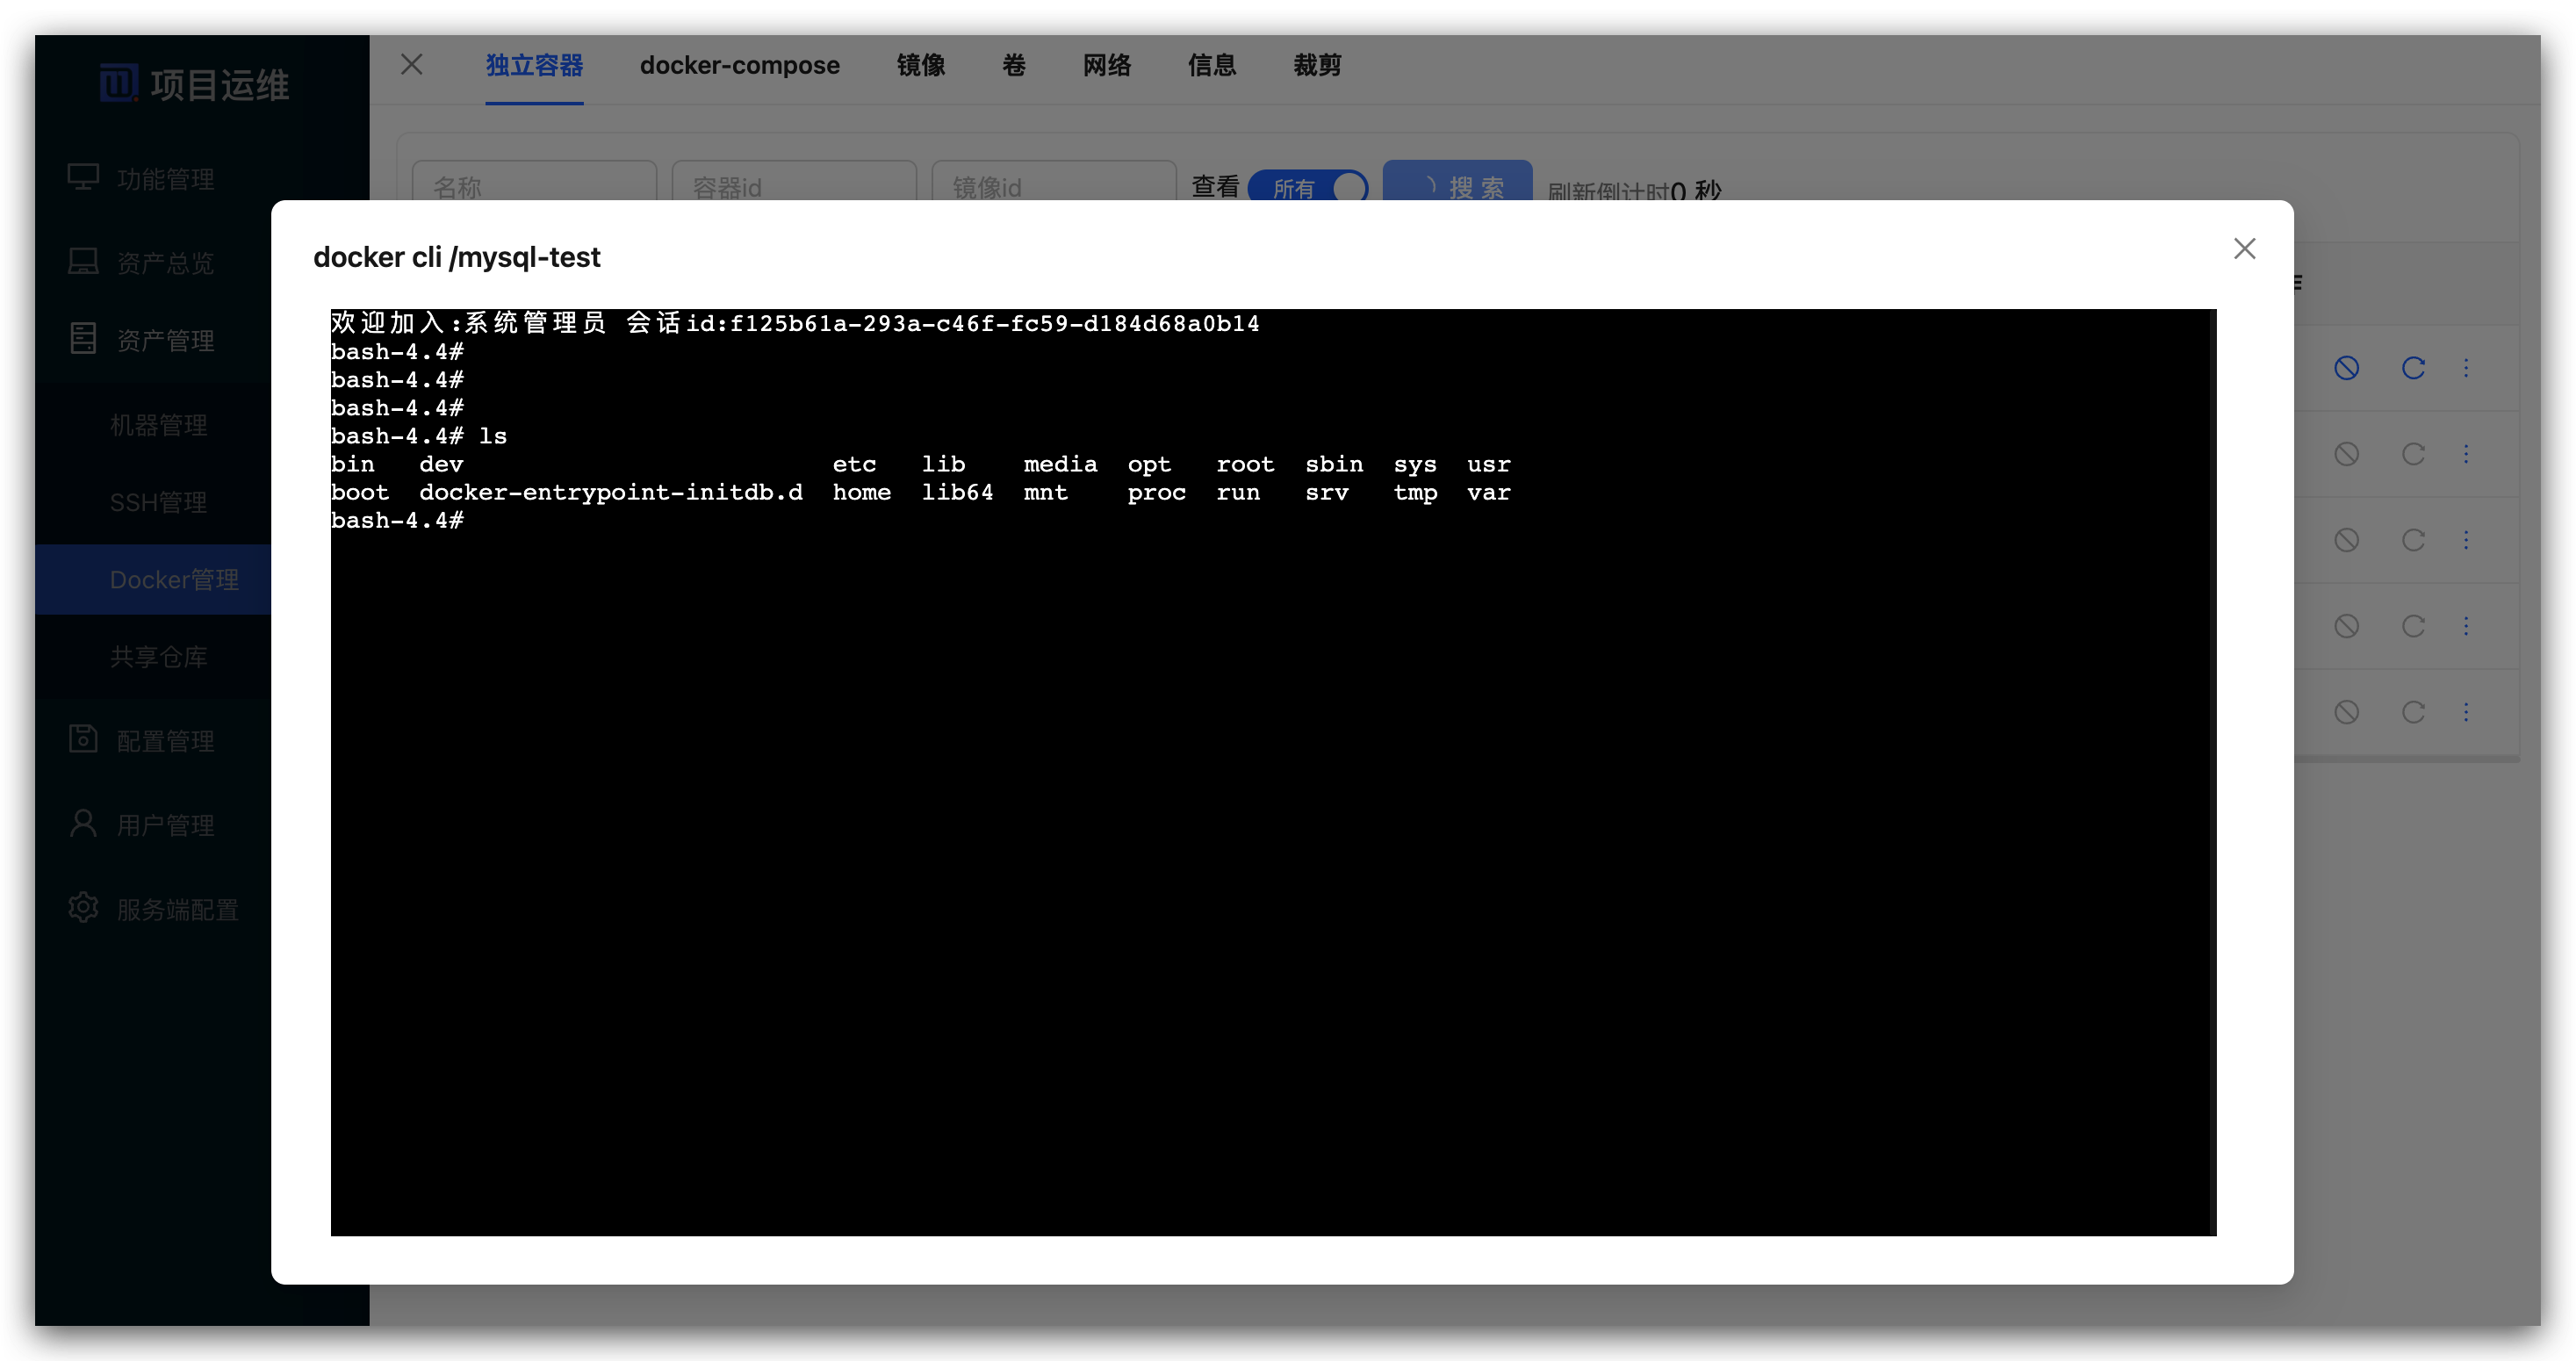 项目运维
功能管理
资产总览
资产管理
机器管理
SSH管理
Docker管理
共享仓库
配置管理
用户管理
服务端配置
独立容器 docker-compose 镜像 卷 网络 信息 裁剪
名称 容器id 镜像id 查看 所有 搜索 刷新倒计时0 秒
docker cli /mysql-test
欢迎加入:系统管理员 会话id:f125b61a-293a-c46f-fc59-d184d68a0b14
bash-4.4#
bash-4.4#
bash-4.4#
bash-4.4# ls
bin dev etc lib media opt root sbin sys usr
boot docker-entrypoint-initdb.d home lib64 mnt proc run srv tmp var
bash-4.4#